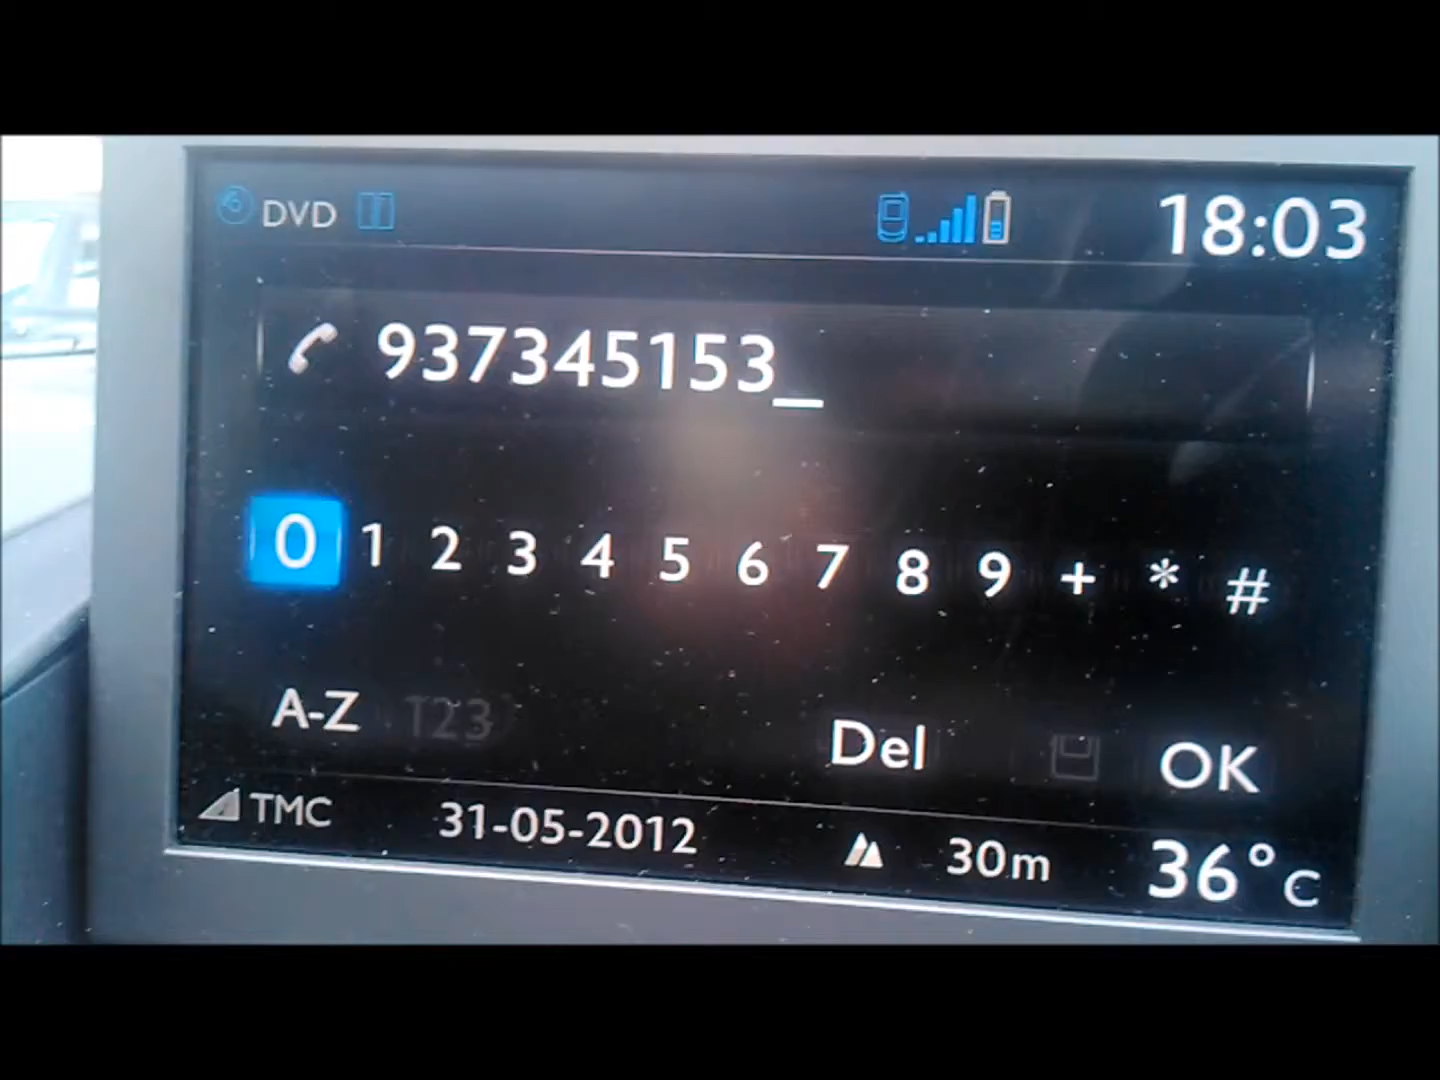 DVD 18:03
937345153_
0 1 2 3 4 5 6 7 8 9 + * #
A-Z 123 Del OK
TMC 31-05-2012 30m 36°C